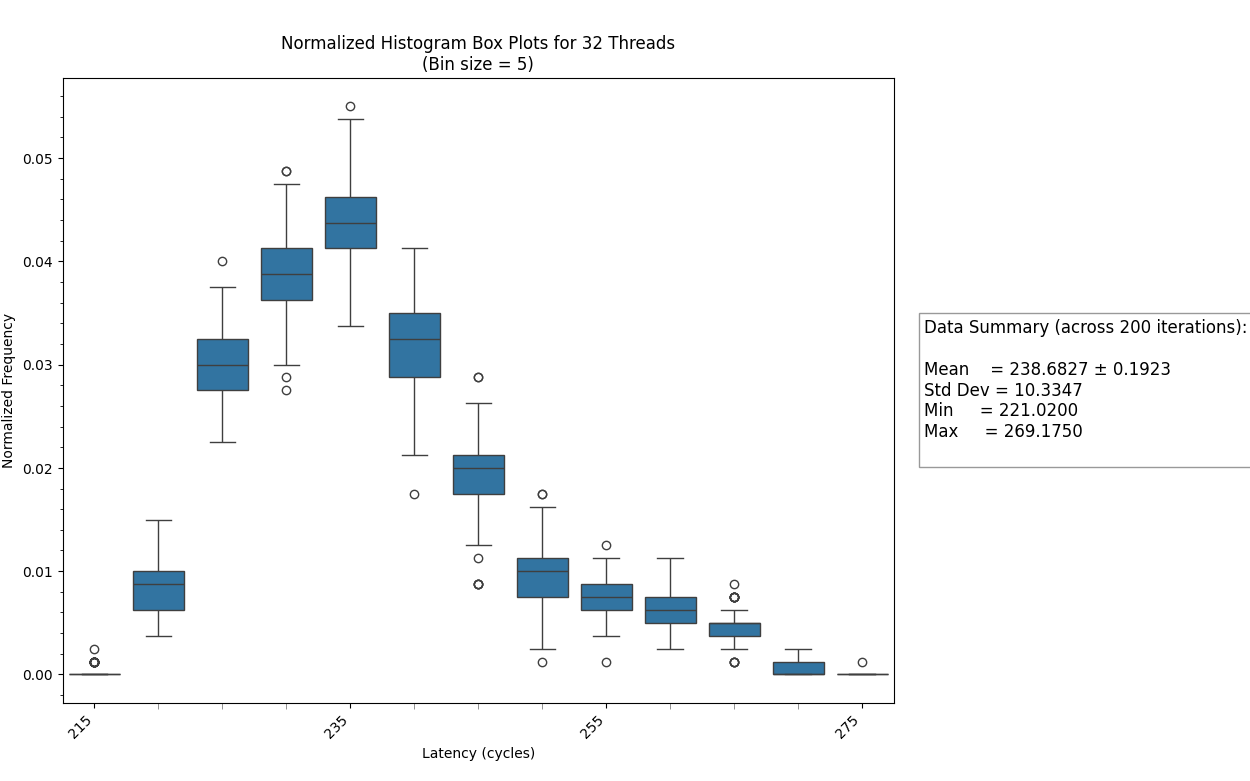 Normalized Histogram Box Plots for 32 Threads
(Bin size = 5)
Normalized Frequency
0.05
0.04
0.03
0.02
0.01
0.00
215
235
255
275
Latency (cycles)
Data Summary (across 200 iterations):
Mean = 238.6827 ± 0.1923
Std Dev = 10.3347
Min = 221.0200
Max = 269.1750